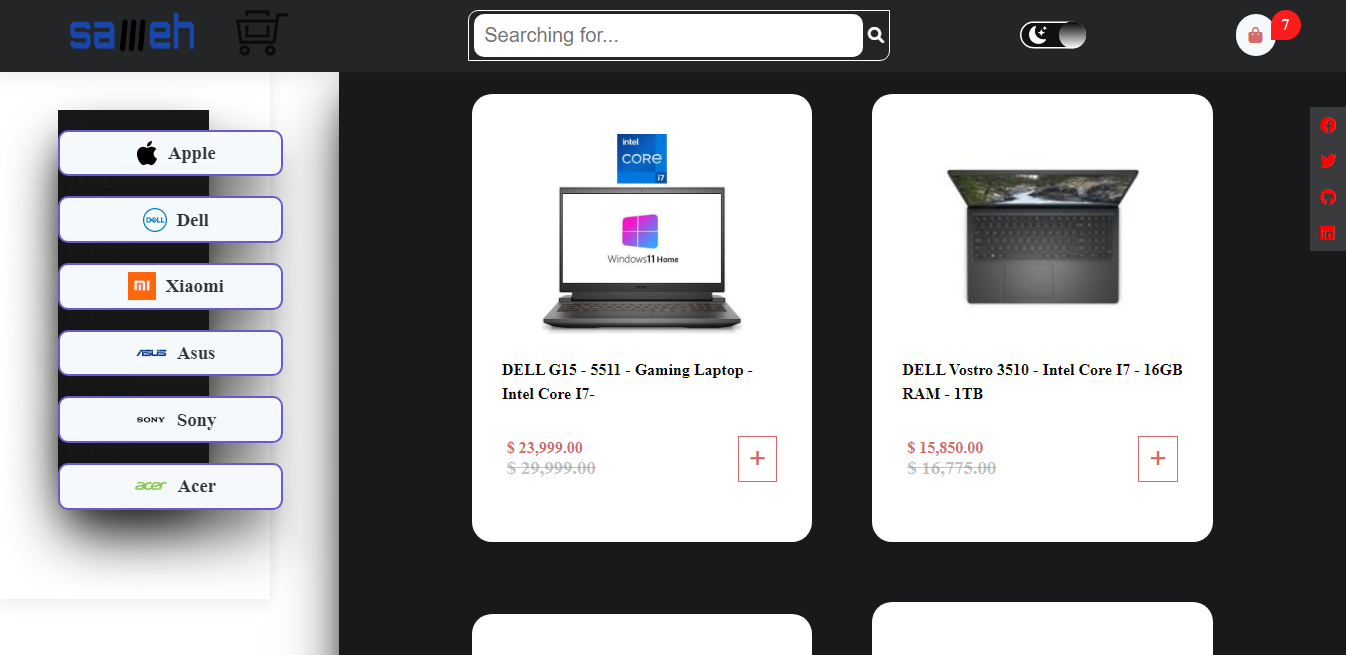 sameh
Searching for...
7
Apple
DELL Dell
mi Xiaomi
ASUS Asus
SONY Sony
acer Acer
intel
CORE
i7
Windows11 Home
DELL G15 - 5511 - Gaming Laptop -
Intel Core I7-
$ 23,999.00
$ 29,999.00
+
DELL Vostro 3510 - Intel Core I7 - 16GB
RAM - 1TB
$ 15,850.00
$ 16,775.00
+